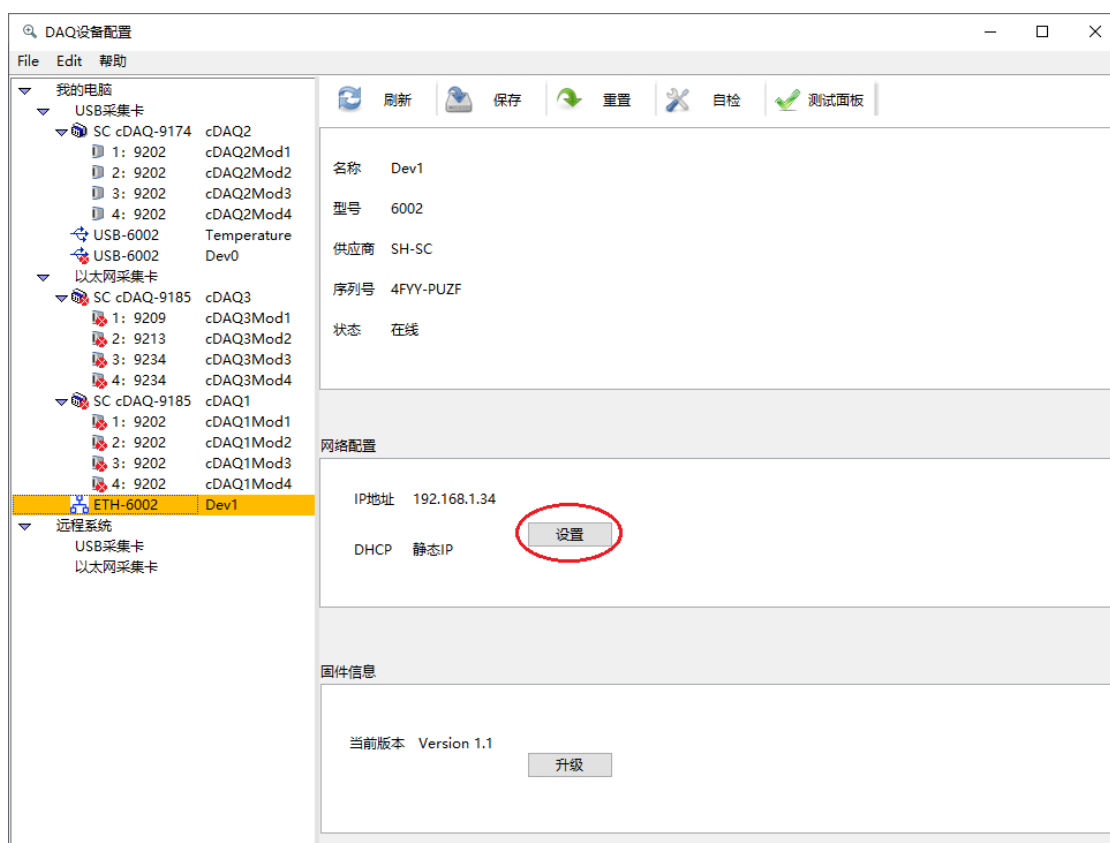 DAQ设备配置
File Edit 帮助
我的电脑
USB采集卡
SC cDAQ-9174 cDAQ2
1: 9202 cDAQ2Mod1
2: 9202 cDAQ2Mod2
3: 9202 cDAQ2Mod3
4: 9202 cDAQ2Mod4
USB-6002 Temperature
USB-6002 Dev0
以太网采集卡
SC cDAQ-9185 cDAQ3
1: 9209 cDAQ3Mod1
2: 9213 cDAQ3Mod2
3: 9234 cDAQ3Mod3
4: 9234 cDAQ3Mod4
SC cDAQ-9185 cDAQ1
1: 9202 cDAQ1Mod1
2: 9202 cDAQ1Mod2
3: 9202 cDAQ1Mod3
4: 9202 cDAQ1Mod4
ETH-6002 Dev1
远程系统
USB采集卡
以太网采集卡
刷新 保存 重置 自检 测试面板
名称 Dev1
型号 6002
供应商 SH-SC
序列号 4FYY-PUZF
状态 在线
网络配置
IP地址 192.168.1.34
设置
DHCP 静态IP
固件信息
当前版本 Version 1.1
升级